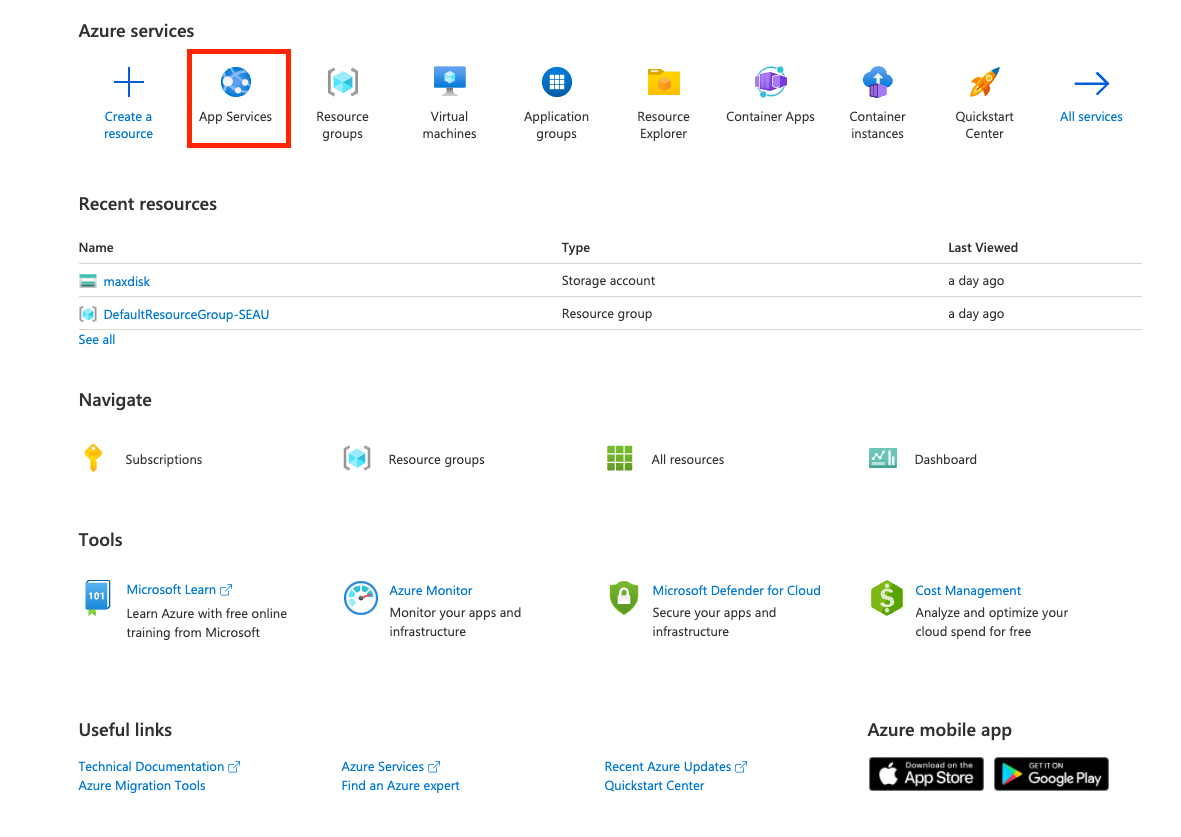 Azure services
Create a resource
App Services
Resource groups
Virtual machines
Application groups
Resource Explorer
Container Apps
Container instances
Quickstart Center
All services
Recent resources
Name Type Last Viewed
maxdisk Storage account a day ago
DefaultResourceGroup-SEAU Resource group a day ago
See all
Navigate
Subscriptions
Resource groups
All resources
Dashboard
Tools
101
Microsoft Learn
Learn Azure with free online
training from Microsoft
Azure Monitor
Monitor your apps and
infrastructure
Microsoft Defender for Cloud
Secure your apps and
infrastructure
$
Cost Management
Analyze and optimize your
cloud spend for free
Useful links
Technical Documentation
Azure Migration Tools
Azure Services
Find an Azure expert
Recent Azure Updates
Quickstart Center
Azure mobile app
Download on the
App Store
GET IT ON
Google Play